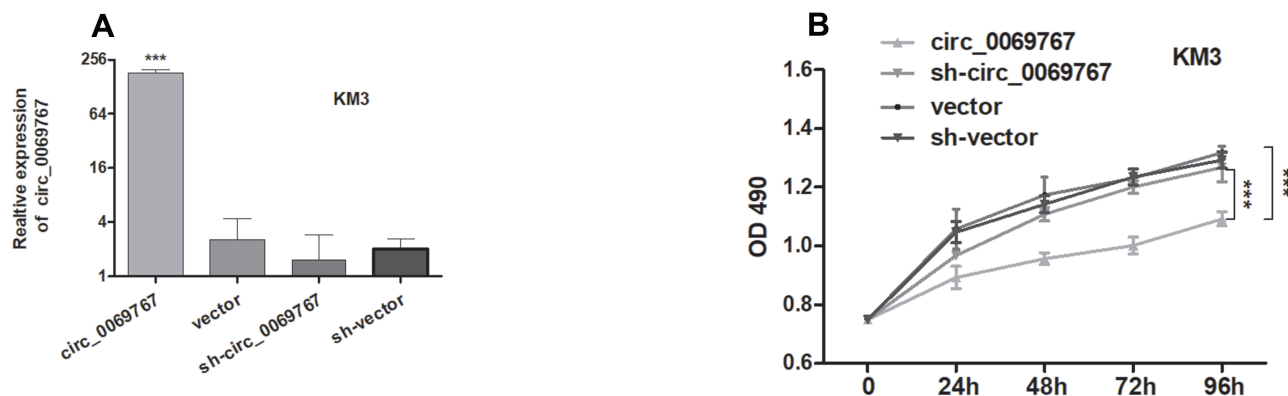 A
Realtive expression
of circ_0069767
256
64
16
4
1
***
KM3
circ_0069767
vector
sh-circ_0069767
sh-vector
B
circ_0069767
sh-circ_0069767
vector
sh-vector
KM3
OD 490
1.6
1.4
1.2
1.0
0.8
0.6
0
24h
48h
72h
96h
***
***